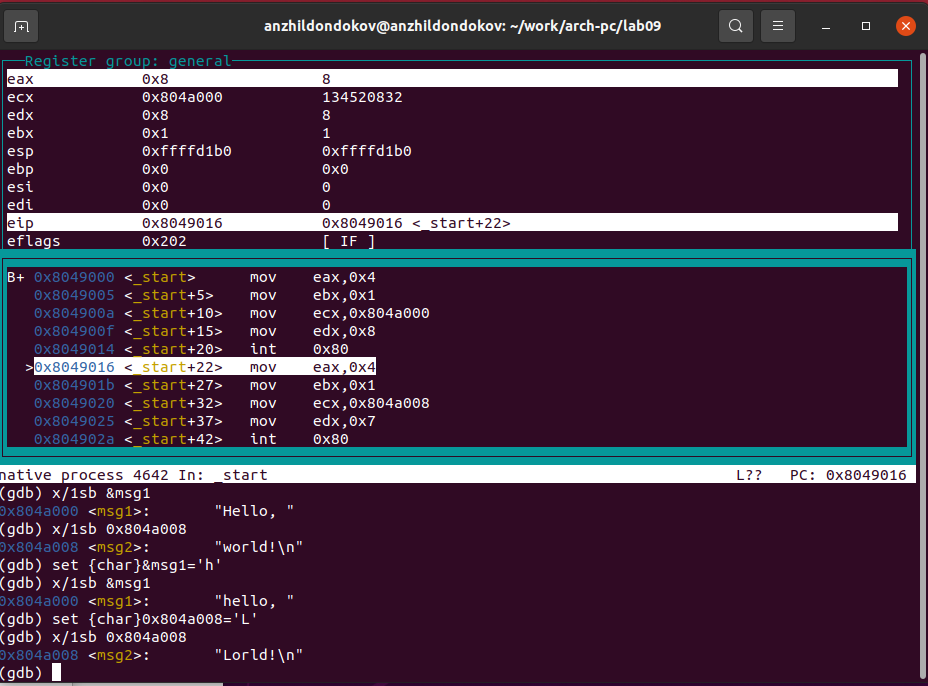 anzhildondokov@anzhildondokov: ~/work/arch-pc/lab09
Register group: general
eax 0x8 8
ecx 0x804a000 134520832
edx 0x8 8
ebx 0x1 1
esp 0xffffd1b0 0xffffd1b0
ebp 0x0 0x0
esi 0x0 0
edi 0x0 0
eip 0x8049016 0x8049016 <_start+22>
eflags 0x202 [ IF ]
B+ 0x8049000 <_start> mov eax,0x4
0x8049005 <_start+5> mov ebx,0x1
0x804900a <_start+10> mov ecx,0x804a000
0x804900f <_start+15> mov edx,0x8
0x8049014 <_start+20> int 0x80
>0x8049016 <_start+22> mov eax,0x4
0x804901b <_start+27> mov ebx,0x1
0x8049020 <_start+32> mov ecx,0x804a008
0x8049025 <_start+37> mov edx,0x7
0x804902a <_start+42> int 0x80
native process 4642 In: _start L?? PC: 0x8049016
(gdb) x/1sb &msg1
0x804a000 <msg1>: "Hello, "
(gdb) x/1sb 0x804a008
0x804a008 <msg2>: "world!\n"
(gdb) set {char}&msg1='h'
(gdb) x/1sb &msg1
0x804a000 <msg1>: "hello, "
(gdb) set {char}0x804a008='L'
(gdb) x/1sb 0x804a008
0x804a008 <msg2>: "Lorld!\n"
(gdb)